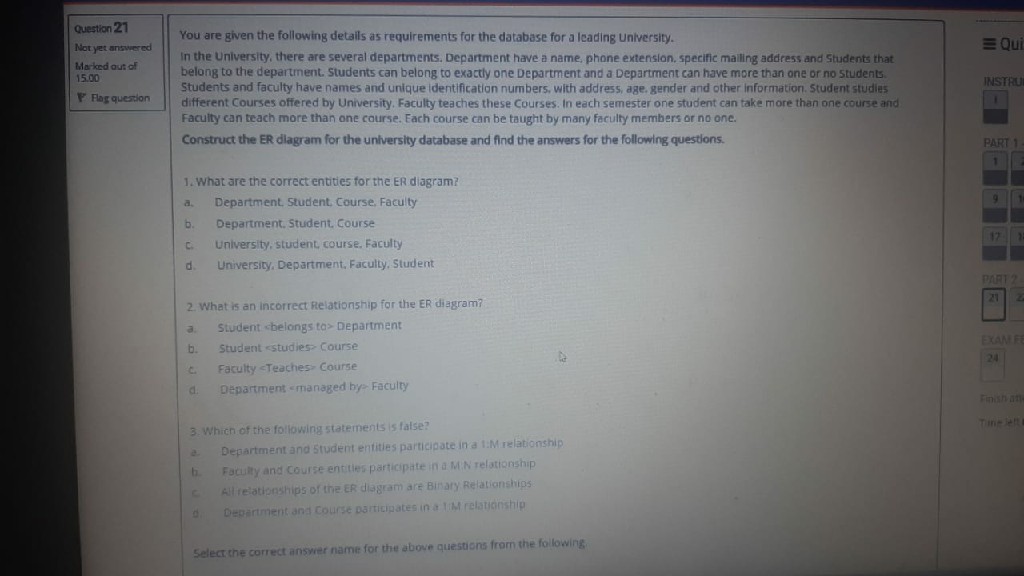 Question 21
Not yet answered
Marked out of
15.00
Flag question
You are given the following details as requirements for the database for a leading University.
In the University, there are several departments. Department have a name, phone extension, specific mailing address and Students that
belong to the department. Students can belong to exactly one Department and a Department can have more than one or no Students.
Students and faculty have names and unique identification numbers, with address, age, gender and other information. Student studies
different Courses offered by University. Faculty teaches these Courses. In each semester one student can take more than one course and
Faculty can teach more than one course. Each course can be taught by many faculty members or no one.
Construct the ER diagram for the university database and find the answers for the following questions.
1. What are the correct entities for the ER diagram?
a. Department, Student, Course, Faculty
b. Department, Student, Course
c. University, student, course, Faculty
d. University, Department, Faculty, Student
2. What is an incorrect Relationship for the ER diagram?
a. Student <belongs to> Department
b. Student <studies> Course
c. Faculty <Teaches> Course
d. Department <managed by> Faculty
3. Which of the following statements is false?
a. Department and Student entities participate in a 1:M relationship
b. Faculty and Course entities participate in a M:N relationship
c. All relationships of the ER diagram are Binary Relationships
d. Department and Course participates in a 1:M relationship
Select the correct answer name for the above questions from the following
Qui
INSTRU
PART 1
1
9
17
PART 2
21
24
Time left